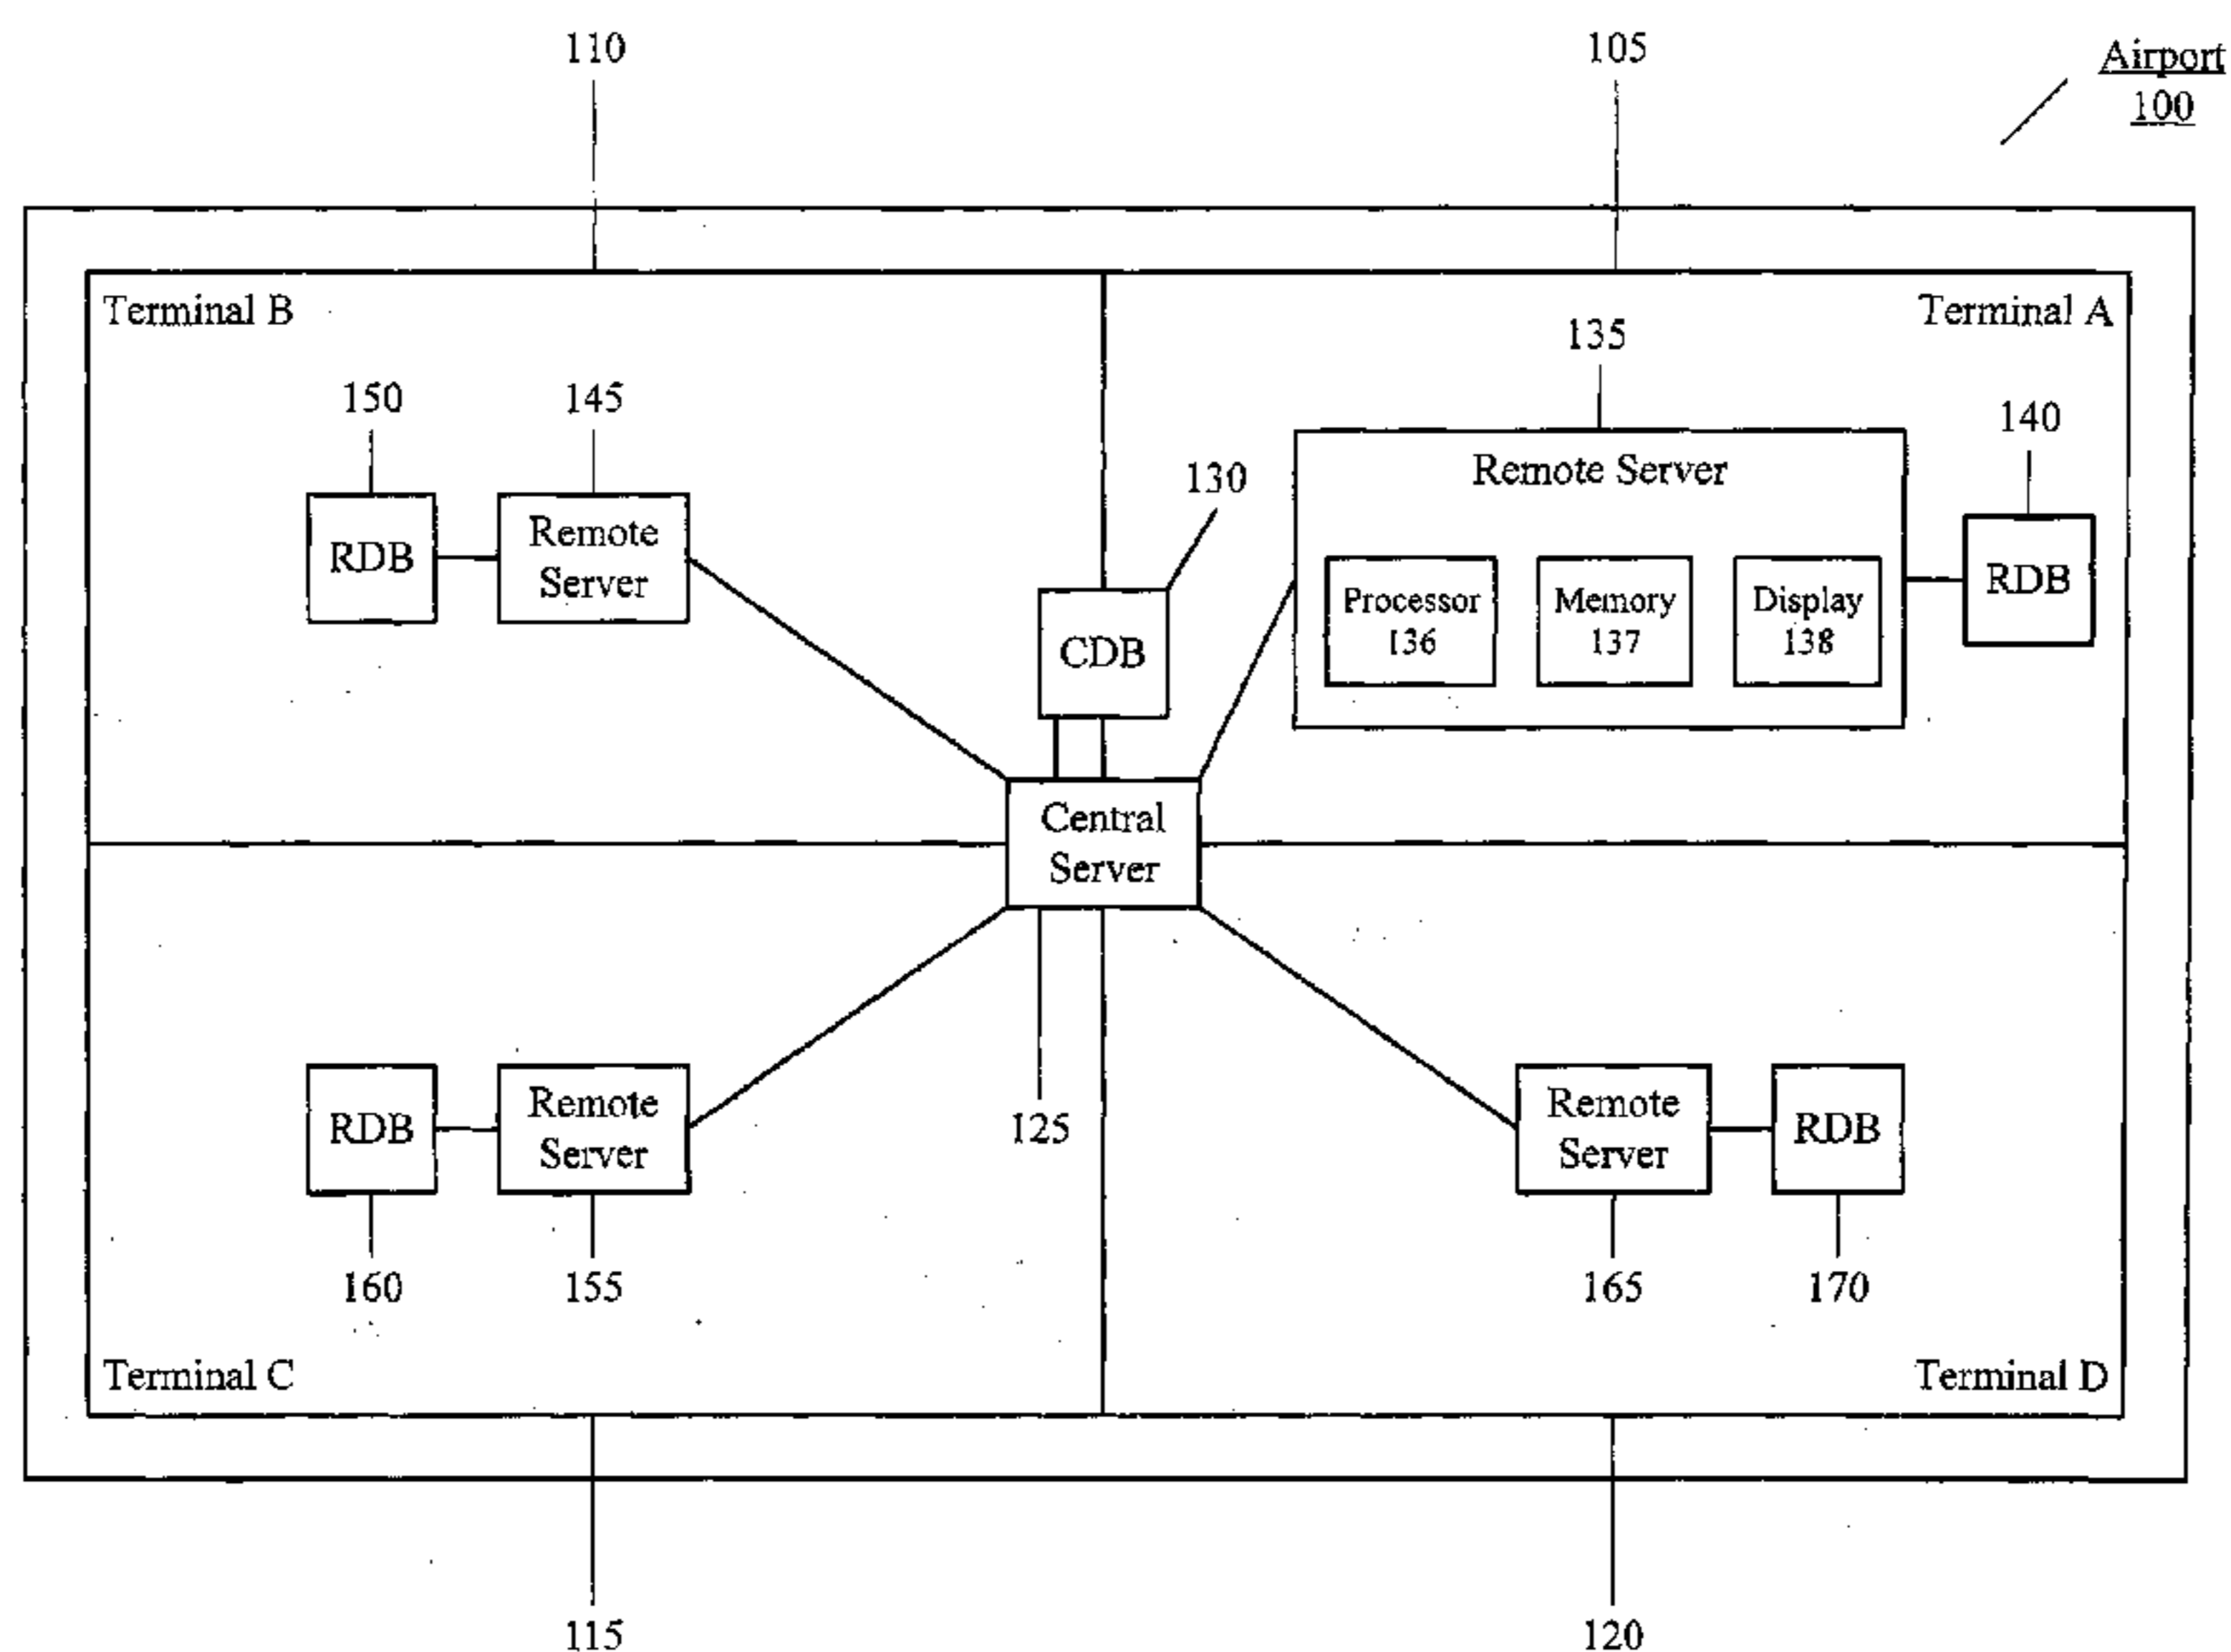 110
105
Airport
100
Terminal B
Terminal A
135
150
145
140
130
Remote Server
RDB
Remote
Server
Processor
136
Memory
137
Display
138
RDB
CDB
Central
Server
RDB
Remote
Server
125
Remote
Server
RDB
160
155
165
170
Terminal C
Terminal D
115
120